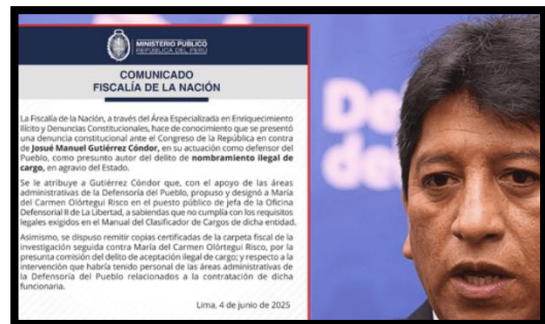 MINISTERIO PÚBLICO
REPÚBLICA DEL PERÚ
COMUNICADO
FISCALÍA DE LA NACIÓN
La Fiscalía de la Nación, a través del Área Especializada en Enriquecimiento
Ilícito y Denuncias Constitucionales, hace de conocimiento que se presentó
una denuncia constitucional ante el Congreso de la República en contra
de Josué Manuel Gutiérrez Cóndor, en su actuación como defensor del
Pueblo, como presunto autor del delito de nombramiento ilegal de
cargo, en agravio del Estado.
Se le atribuye a Gutiérrez Cóndor que, con el apoyo de las áreas
administrativas de la Defensoría del Pueblo, propuso y designó a María
del Carmen Olórtegui Risco en el puesto público de jefa de la Oficina
Defensorial II de La Libertad, a sabiendas que no cumplía con los requisitos
legales exigidos en el Manual del Clasificador de Cargos de dicha entidad.
Asimismo, se dispuso remitir copias certificadas de la carpeta fiscal de la
investigación seguida contra María del Carmen Olórtegui Risco, por la
presunta comisión del delito de aceptación ilegal de cargo; y respecto a la
intervención que habría tenido personal de las áreas administrativas de
la Defensoría del Pueblo relacionados a la contratación de dicha
funcionaria.
Lima, 4 de junio de 2025